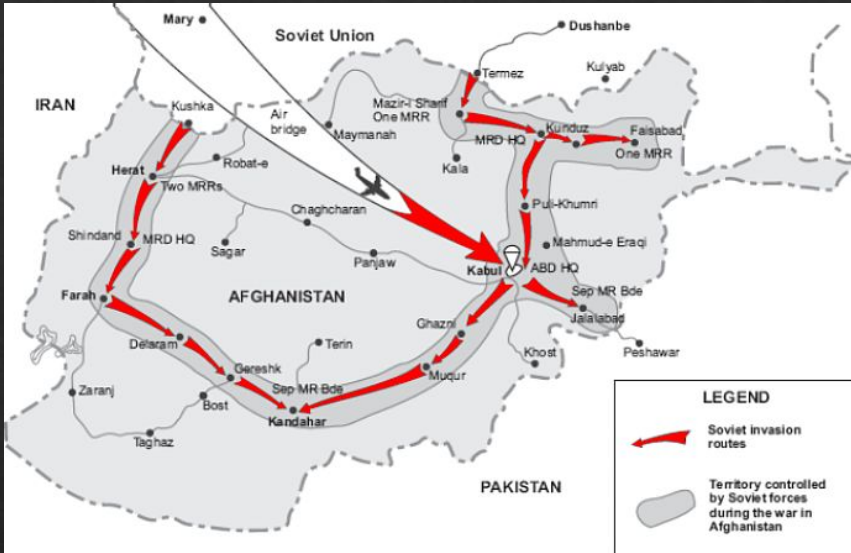 Mary
Soviet Union
Dushanbe
Termez
Kulyab
IRAN
Kushka
Air
bridge
Mazir-i Sharif
One MRR
Maymanah
MRD HQ
Kunduz
Faisabad
One MRR
Kala
Robat-e
Herat
Two MRRs
Puli-Khumri
Chaghcharan
Shindand
MRD HQ
Sagar
Panjaw
Mahmud-e Eraqi
Kabul
ABD HQ
Farah
AFGHANISTAN
Sep MR Bde
Jalalabad
Ghazni
Delaram
Terin
Khost
Peshawar
Gereshk
Muqur
Zaranj
Sep MR Bde
Bost
Kandahar
Taghaz
PAKISTAN
LEGEND
Soviet invasion
routes
Territory controlled
by Soviet forces
during the war in
Afghanistan